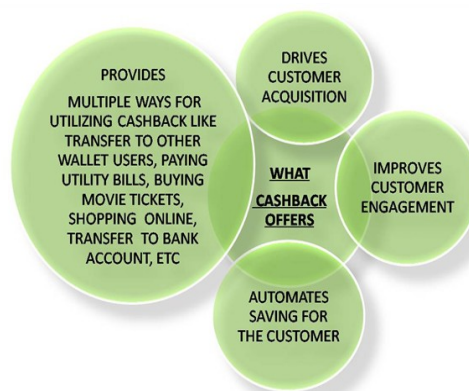 PROVIDES
MULTIPLE WAYS FOR
UTILIZING CASHBACK LIKE
TRANSFER TO OTHER
WALLET USERS, PAYING
UTILITY BILLS, BUYING
MOVIE TICKETS,
SHOPPING ONLINE,
TRANSFER TO BANK
ACCOUNT, ETC
DRIVES
CUSTOMER
ACQUISITION
WHAT
CASHBACK
OFFERS
IMPROVES
CUSTOMER
ENGAGEMENT
AUTOMATES
SAVING FOR
THE CUSTOMER